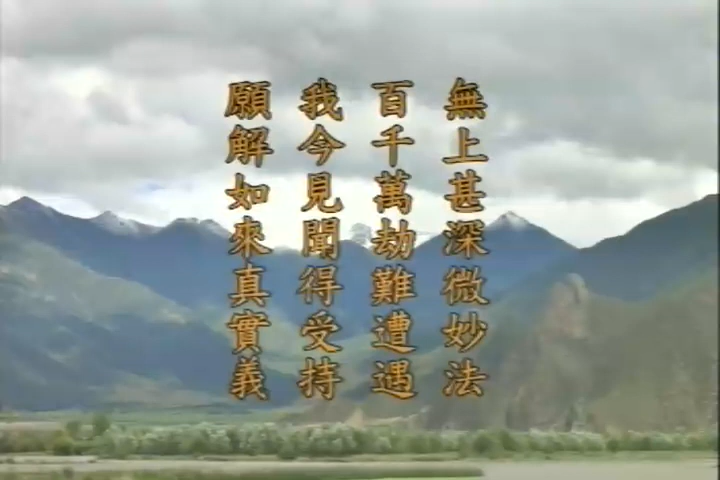 無上甚深微妙法
百千萬劫難遭遇
我今見聞得受持
願解如來真實義